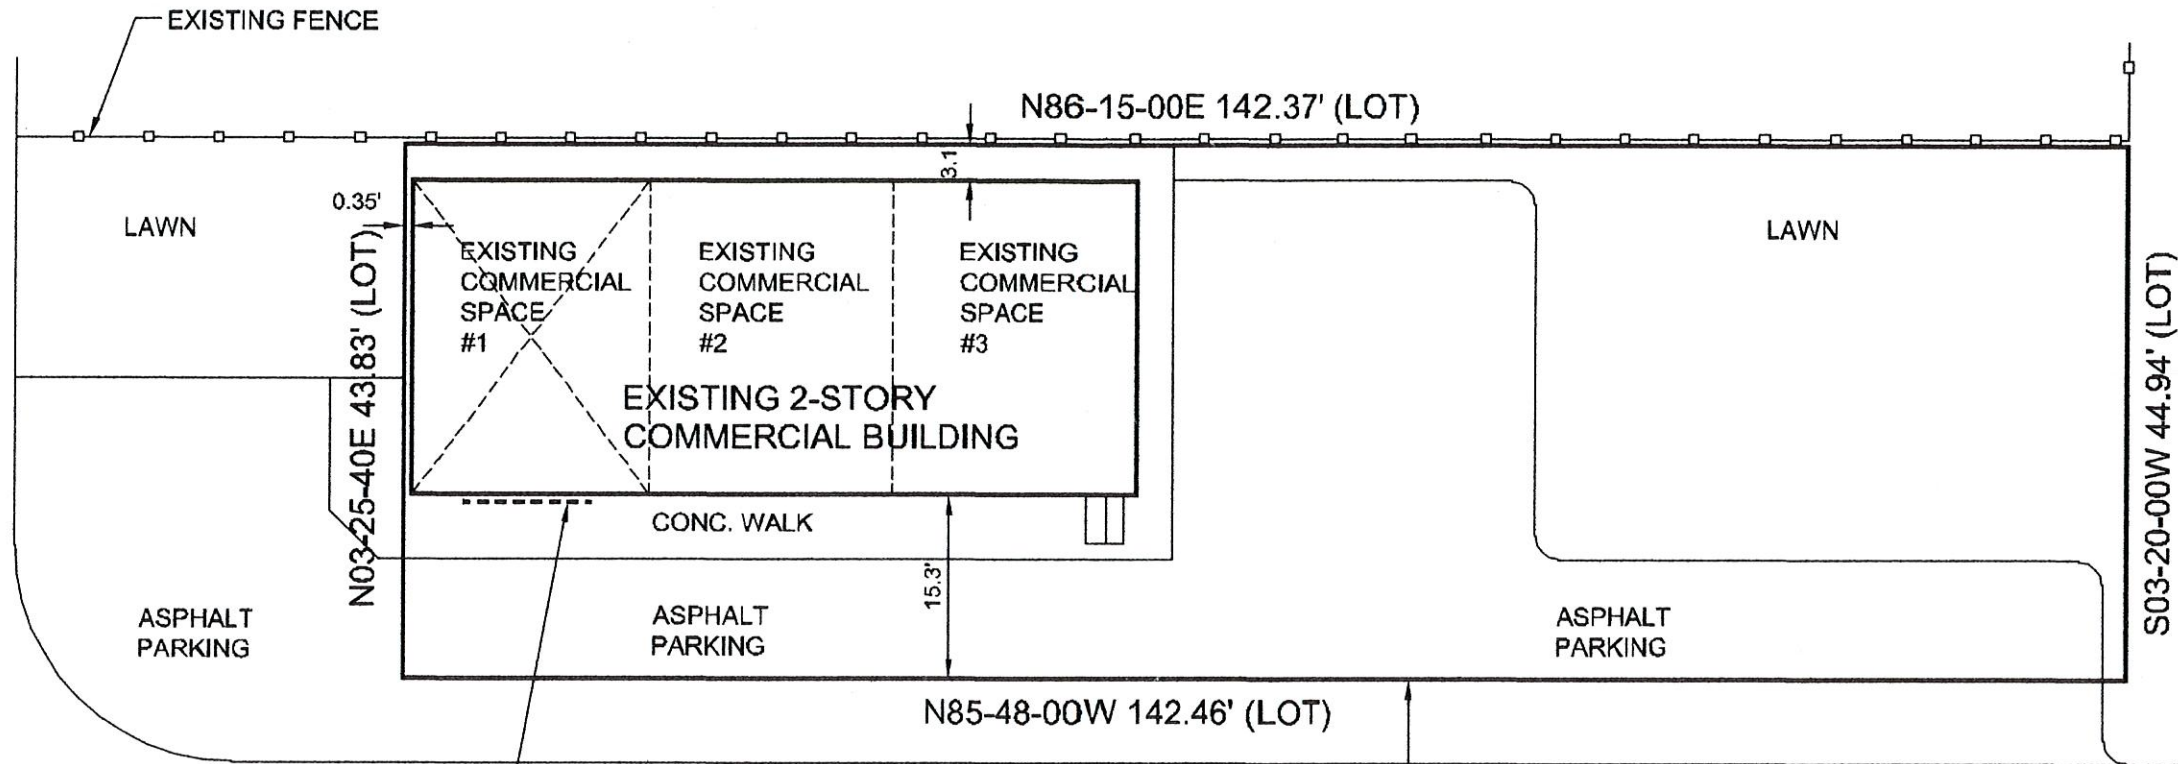 EXISTING FENCE
N86-15-00E 142.37' (LOT)
3.1
0.35'
LAWN
LAWN
N03-25-40E 43.83' (LOT)
EXISTING
COMMERCIAL
SPACE
#1
EXISTING
COMMERCIAL
SPACE
#2
EXISTING
COMMERCIAL
SPACE
#3
S03-20-00W 44.94' (LOT)
EXISTING 2-STORY
COMMERCIAL BUILDING
CONC. WALK
15.3'
ASPHALT
PARKING
ASPHALT
PARKING
ASPHALT
PARKING
N85-48-00W 142.46' (LOT)